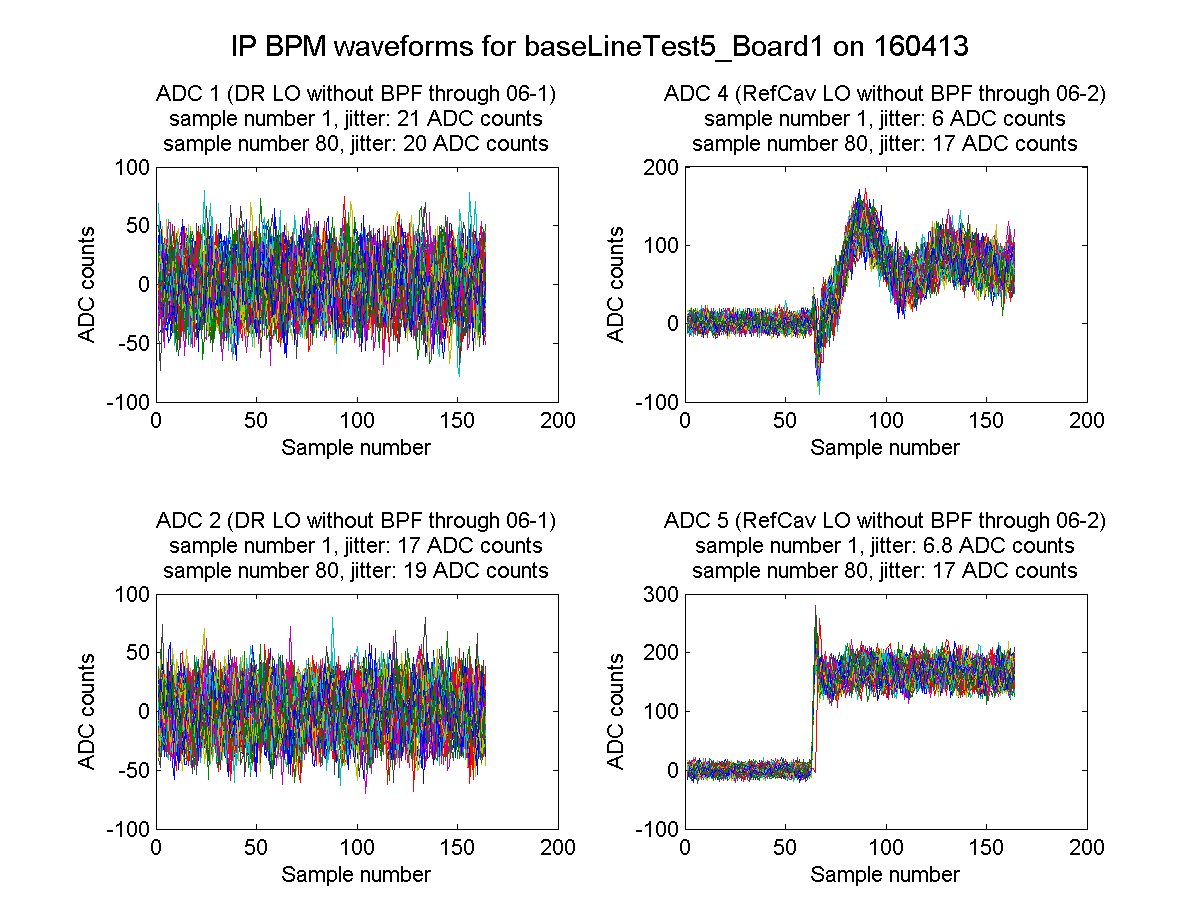 IP BPM waveforms for baseLineTest5_Board1 on 160413
ADC 1 (DR LO without BPF through 06-1)
sample number 1, jitter: 21 ADC counts
sample number 80, jitter: 20 ADC counts
100
50
0
-50
-100
ADC counts
0 50 100 150 200
Sample number
ADC 4 (RefCav LO without BPF through 06-2)
sample number 1, jitter: 6 ADC counts
sample number 80, jitter: 17 ADC counts
200
100
0
-100
ADC counts
0 50 100 150 200
Sample number
ADC 2 (DR LO without BPF through 06-1)
sample number 1, jitter: 17 ADC counts
sample number 80, jitter: 19 ADC counts
100
50
0
-50
-100
ADC counts
0 50 100 150 200
Sample number
ADC 5 (RefCav LO without BPF through 06-2)
sample number 1, jitter: 6.8 ADC counts
sample number 80, jitter: 17 ADC counts
300
200
100
0
-100
ADC counts
0 50 100 150 200
Sample number